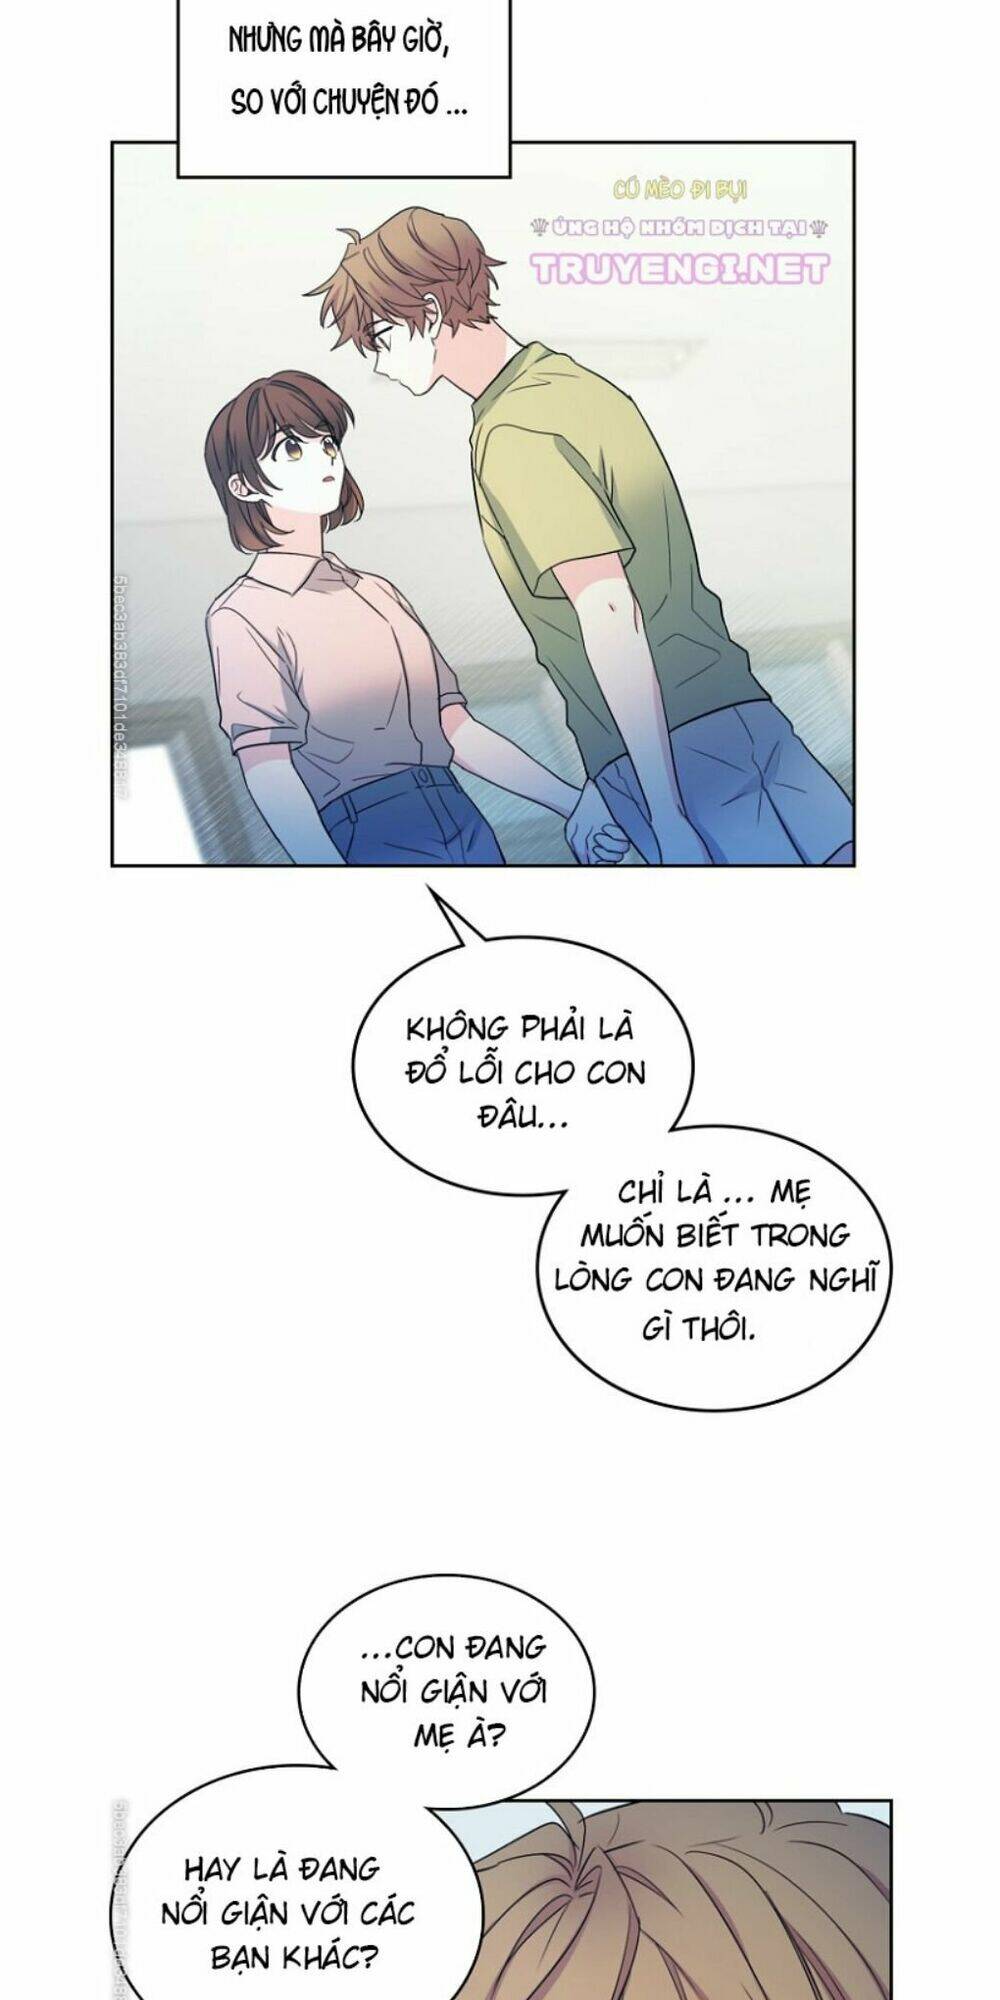 NHƯNG MÀ BÂY GIỜ,
SO VỚI CHUYỆN ĐÓ ...
CÚ MÈO ĐI BỤI
ỦNG HỘ NHÓM DỊCH TẠI
TRUYENGI.NET
KHÔNG PHẢI LÀ
ĐỔ LỖI CHO CON
ĐÂU...
CHỈ LÀ ... MẸ
MUỐN BIẾT TRONG
LÒNG CON ĐANG NGHĨ
GÌ THÔI.
...CON ĐANG
NỔI GIẬN VỚI
MẸ À?
HAY LÀ ĐANG
NỔI GIẬN VỚI CÁC
BẠN KHÁC?